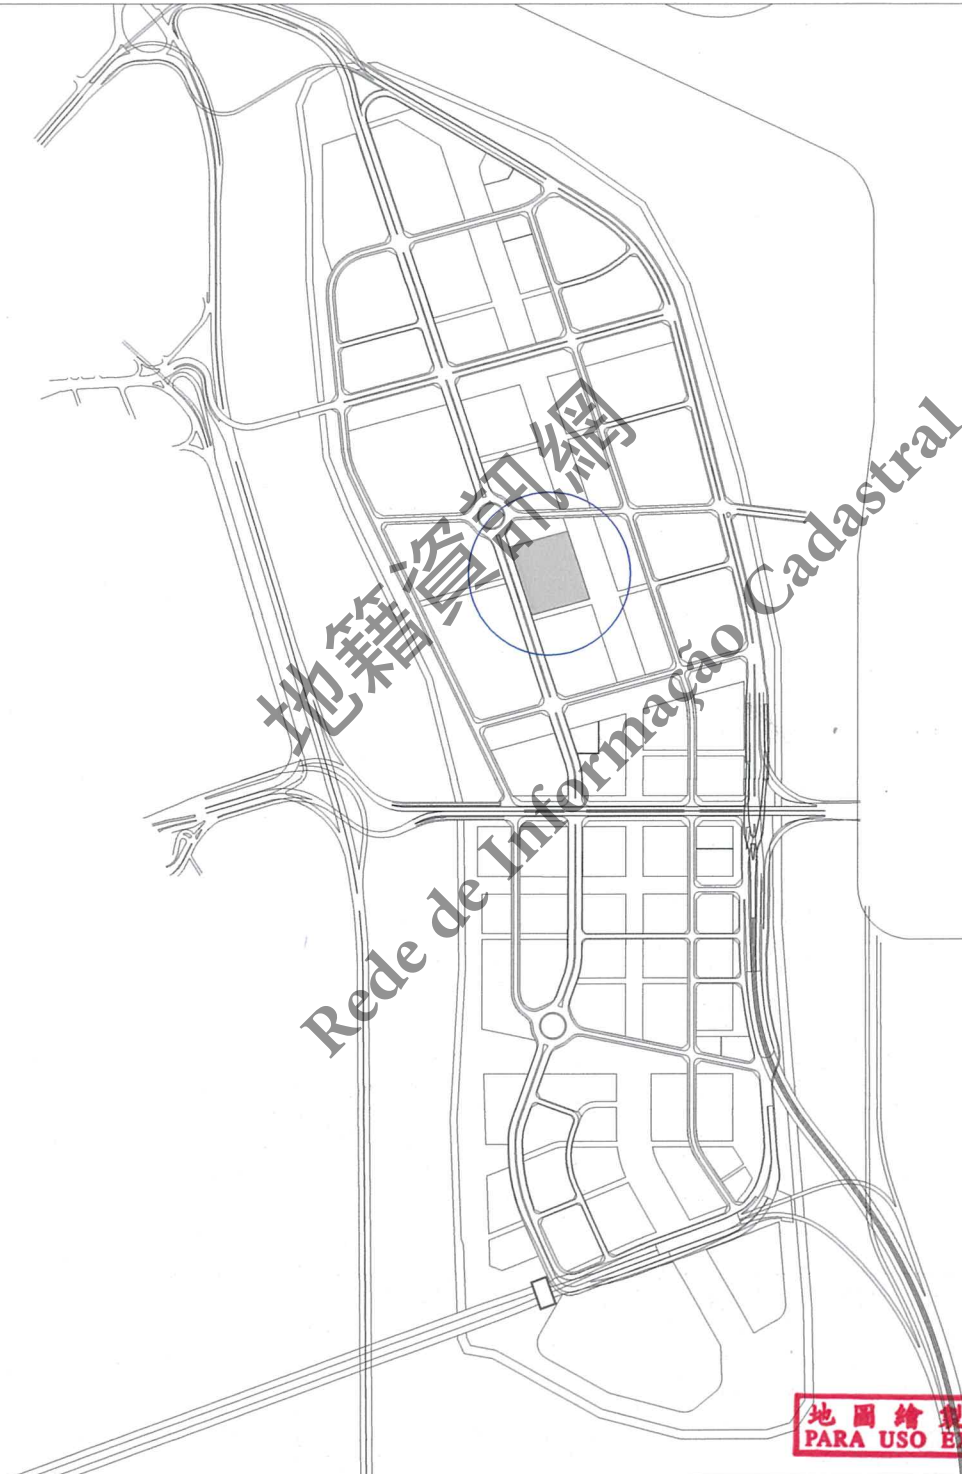 地籍資訊網
Rede de Informação Cadastral
地圖繪
PARA USO E